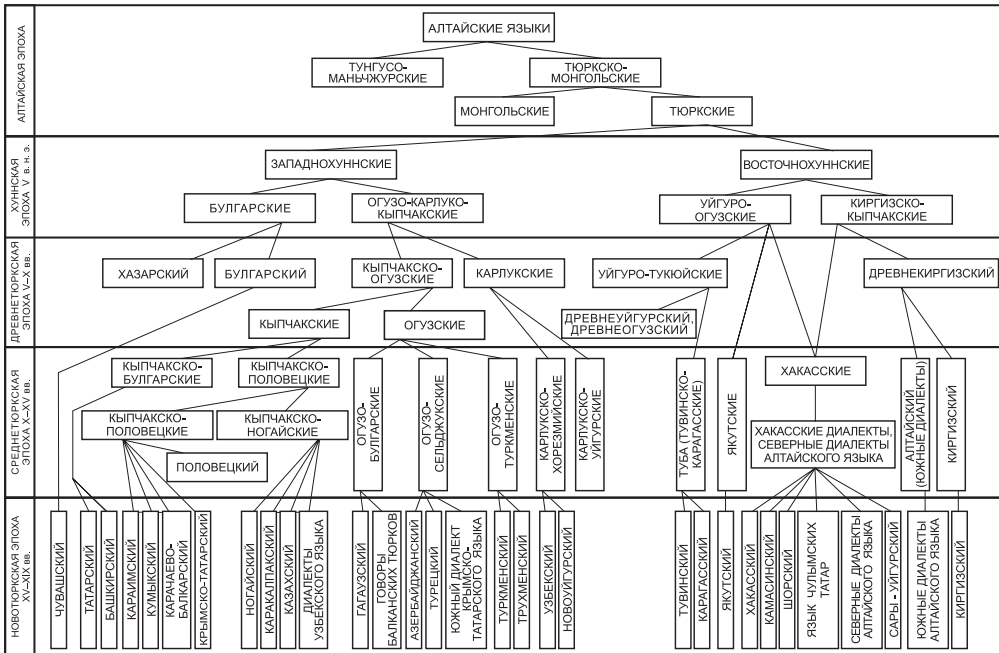 АЛТАЙСКАЯ ЭПОХА
АЛТАЙСКИЕ ЯЗЫКИ
ТУНГУСО-
МАНЬЧЖУРСКИЕ
ТЮРКСКО-
МОНГОЛЬСКИЕ
МОНГОЛЬСКИЕ
ТЮРКСКИЕ
ХУННСКАЯ
ЭПОХА V в. н. э.
ЗАПАДНОХУННСКИЕ
ВОСТОЧНОХУННСКИЕ
БУЛГАРСКИЕ
ОГУЗО-КАРЛУКО-
КЫПЧАКСКИЕ
УЙГУРО-
ОГУЗСКИЕ
КИРГИЗСКО-
КЫПЧАКСКИЕ
ДРЕВНЕТЮРКСКАЯ
ЭПОХА V–X вв.
ХАЗАРСКИЙ
БУЛГАРСКИЙ
КЫПЧАКСКО-
ОГУЗСКИЕ
КАРЛУКСКИЕ
УЙГУРО-ТУКЮЙСКИЕ
ДРЕВНЕКИРГИЗСКИЙ
КЫПЧАКСКИЕ
ОГУЗСКИЕ
ДРЕВНЕУЙГУРСКИЙ,
ДРЕВНЕОГУЗСКИЙ
СРЕДНЕТЮРКСКАЯ
ЭПОХА X–XV вв.
КЫПЧАКСКО-
БУЛГАРСКИЕ
КЫПЧАКСКО-
ПОЛОВЕЦКИЕ
КЫПЧАКСКО-
ПОЛОВЕЦКИЕ
КЫПЧАКСКО-
НОГАЙСКИЕ
ПОЛОВЕЦКИЙ
ОГУЗО-
БУЛГАРСКИЕ
ОГУЗО-
СЕЛЬДЖУКСКИЕ
ОГУЗО-
ТУРКМЕНСКИЕ
КАРЛУКСКО-
ХОРЕЗМИЙСКИЕ
КАРЛУКСКО-
УЙГУРСКИЕ
ТУБА (ТУВИНСКО-
КАРАГАССКИЕ)
ЯКУТСКИЕ
ХАКАССКИЕ
ХАКАССКИЕ ДИАЛЕКТЫ,
СЕВЕРНЫЕ ДИАЛЕКТЫ
АЛТАЙСКОГО ЯЗЫКА
АЛТАЙСКИЙ
(ЮЖНЫЕ ДИАЛЕКТЫ)
КИРГИЗСКИЙ
НОВОТЮРКСКАЯ ЭПОХА
XV–XIX вв.
ЧУВАШСКИЙ
ТАТАРСКИЙ
БАШКИРСКИЙ
КАРАИМСКИЙ
КУМЫКСКИЙ
КАРАЧАЕВО-
БАЛКАРСКИЙ
КРЫМСКО-ТАТАРСКИЙ
НОГАЙСКИЙ
КАРАКАЛПАКСКИЙ
КАЗАХСКИЙ
ДИАЛЕКТЫ
УЗБЕКСКОГО ЯЗЫКА
ГАГАУЗСКИЙ
ГОВОРЫ
БАЛКАНСКИХ ТЮРКОВ
АЗЕРБАЙДЖАНСКИЙ
ТУРЕЦКИЙ
ЮЖНЫЙ ДИАЛЕКТ
КРЫМСКО-
ТАТАРСКОГО ЯЗЫКА
ТУРКМЕНСКИЙ
ТРУХМЕНСКИЙ
УЗБЕКСКИЙ
НОВОУЙГУРСКИЙ
ТУВИНСКИЙ
КАРАГАССКИЙ
ЯКУТСКИЙ
ХАКАССКИЙ
КАМАСИНСКИЙ
ШОРСКИЙ
ЯЗЫК ЧУЛЫМСКИХ
ТАТАР
СЕВЕРНЫЕ ДИАЛЕКТЫ
АЛТАЙСКОГО ЯЗЫКА
САРЫ - УЙГУРСКИЙ
ЮЖНЫЕ ДИАЛЕКТЫ
АЛТАЙСКОГО ЯЗЫКА
КИРГИЗСКИЙ